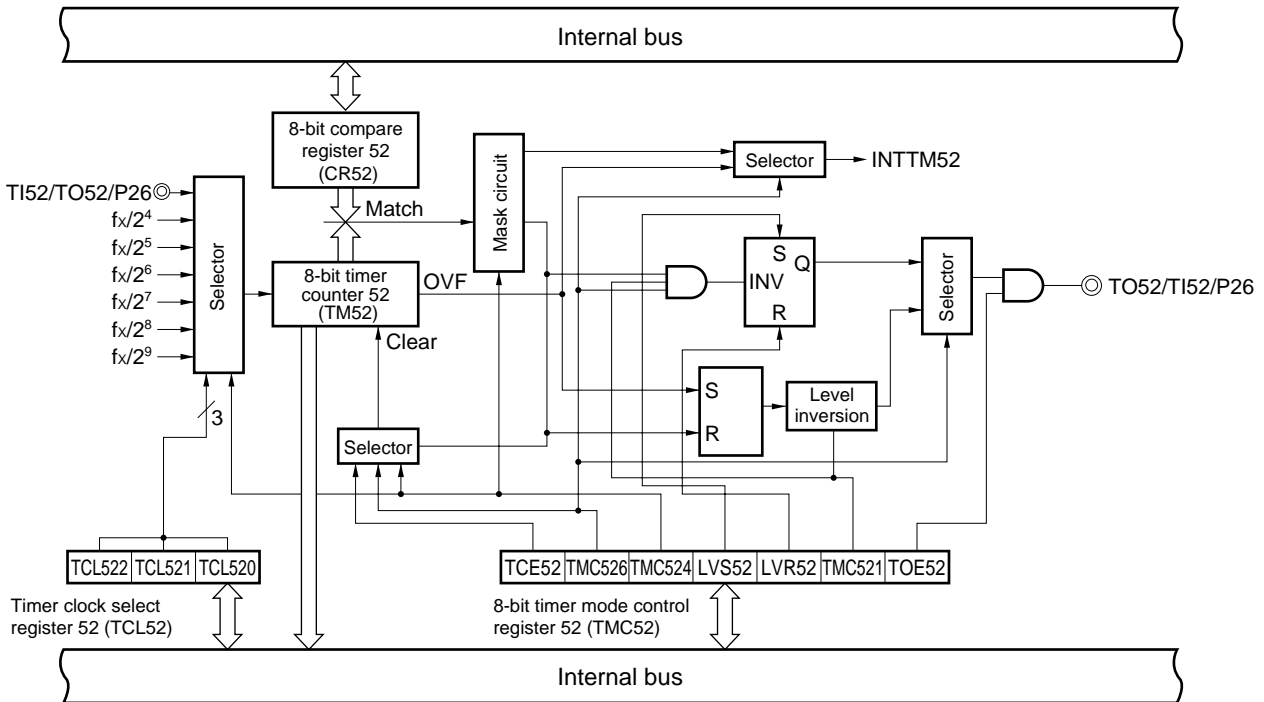 Internal bus
8-bit compare
register 52
(CR52)
Selector
INTTM52
Mask circuit
TI52/TO52/P26
Match
fx/2⁴
fx/2⁵
fx/2⁶
fx/2⁷
fx/2⁸
fx/2⁹
Selector
8-bit timer
counter 52
(TM52)
OVF
Clear
S
Q
INV
R
Selector
TO52/TI52/P26
3
S
R
Level
inversion
Selector
TCL522 TCL521 TCL520
TCE52 TMC526 TMC524 LVS52 LVR52 TMC521 TOE52
Timer clock select
register 52 (TCL52)
8-bit timer mode control
register 52 (TMC52)
Internal bus